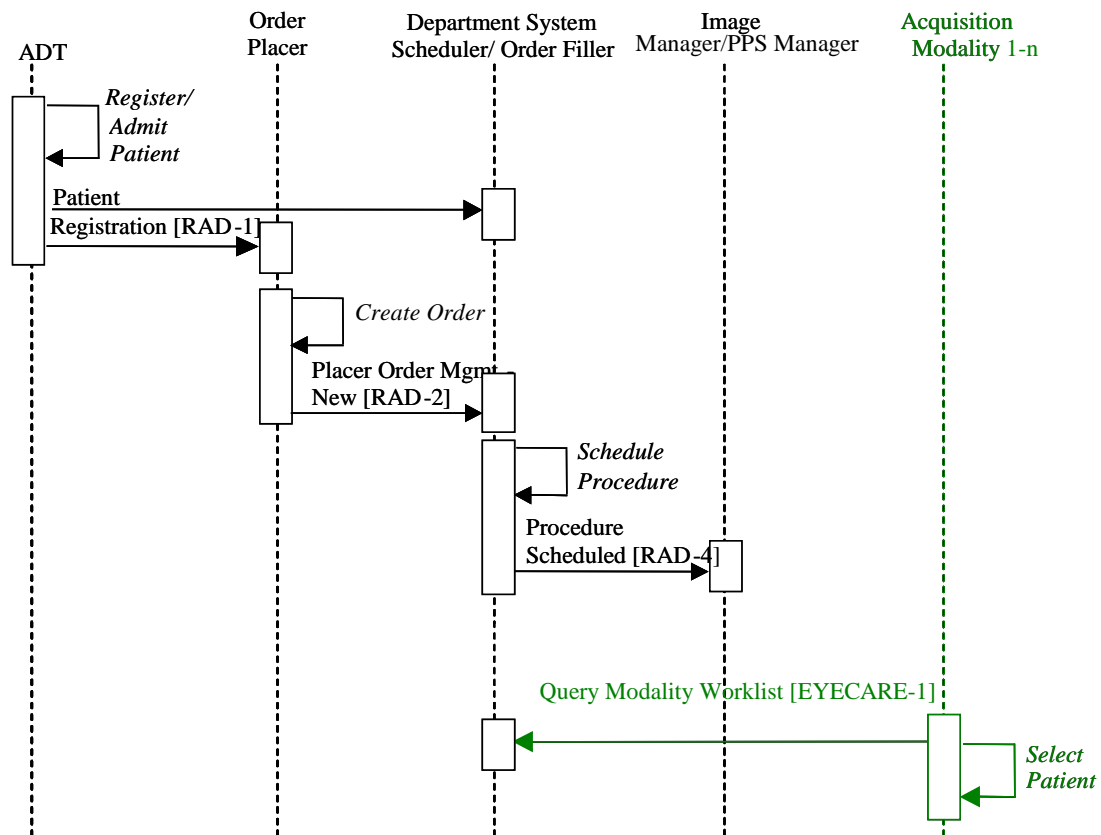 ADT
Order
Placer
Department System
Scheduler/ Order Filler
Image
Manager/PPS Manager
Acquisition
Modality 1-n
Register/
Admit
Patient
Patient
Registration [RAD-1]
Create Order
Placer Order Mgmt -
New [RAD-2]
Schedule
Procedure
Procedure
Scheduled [RAD-4]
Query Modality Worklist [EYECARE-1]
Select
Patient